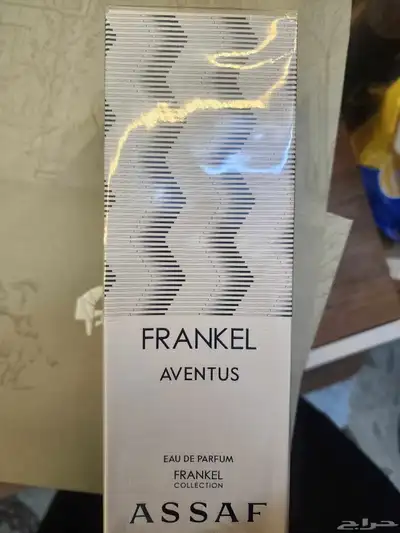 FRANKEL
AVENTUS
EAU DE PARFUM
FRANKEL
COLLECTION
ASSAF
حراج